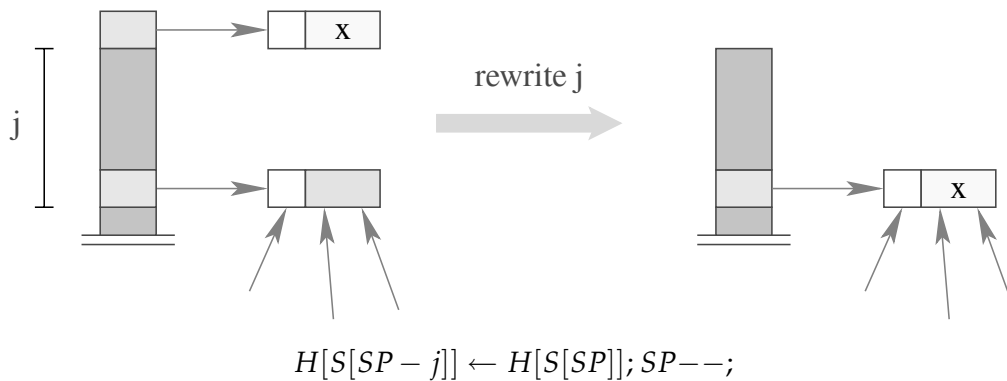 x
rewrite j
j
x
H[S[SP − j]] ← H[S[SP]]; SP−−;